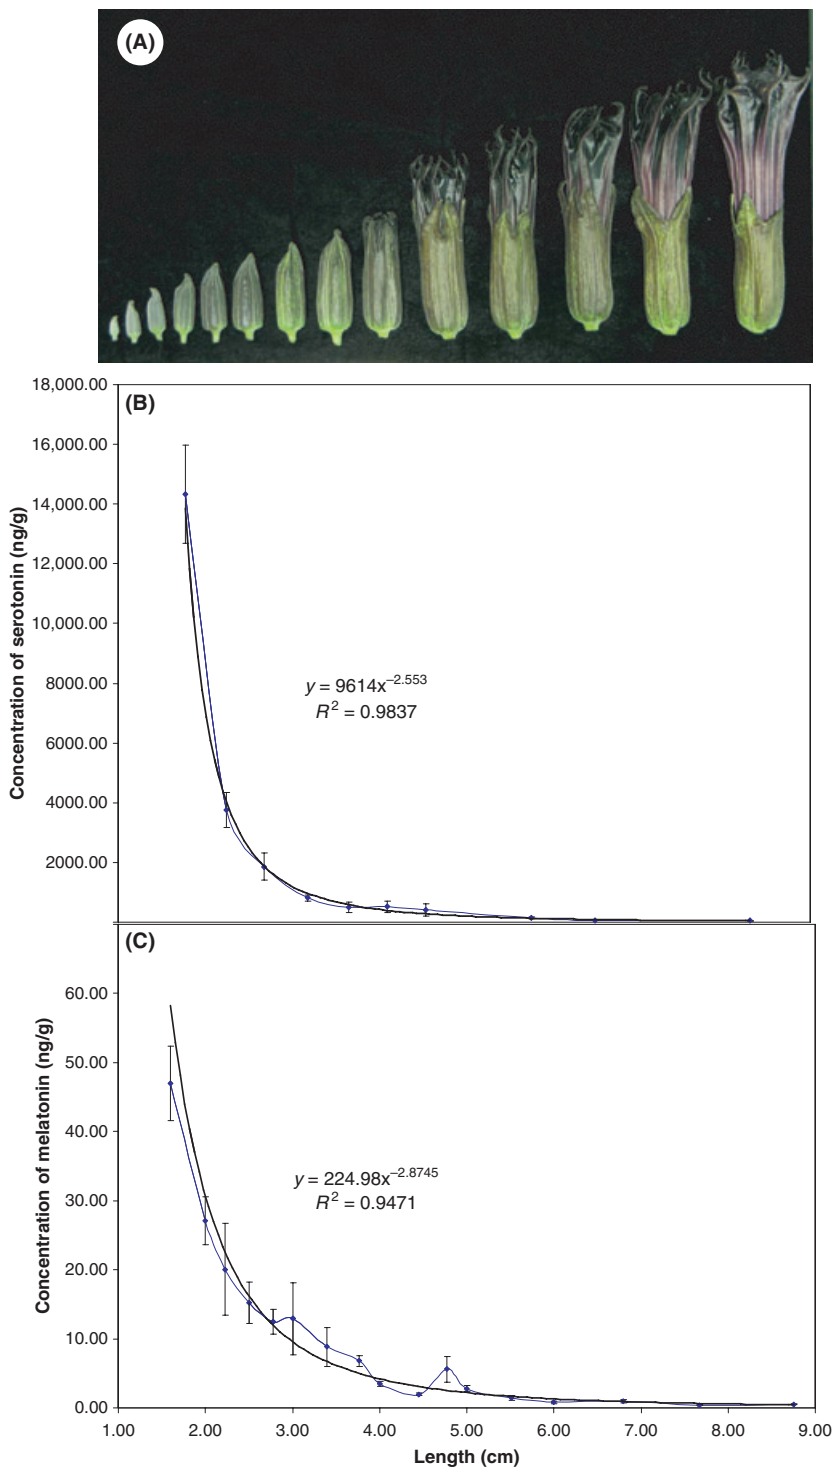 (A)
18,000.00
16,000.00
14,000.00
12,000.00
10,000.00
8000.00
6000.00
4000.00
2000.00
Concentration of serotonin (ng/g)
(B)
y = 9614x^–2.553
R² = 0.9837
(C)
60.00
50.00
40.00
30.00
20.00
10.00
0.00
Concentration of melatonin (ng/g)
y = 224.98x^–2.8745
R² = 0.9471
1.00 2.00 3.00 4.00 5.00 6.00 7.00 8.00 9.00
Length (cm)